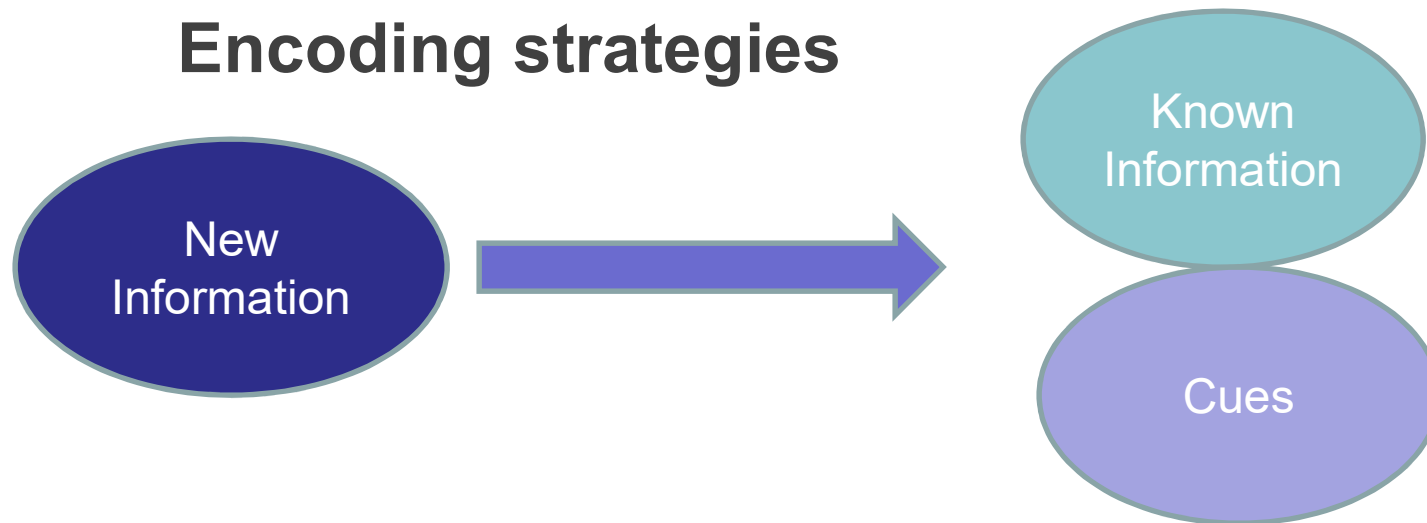 Encoding strategies
New
Information
Known
Information
Cues